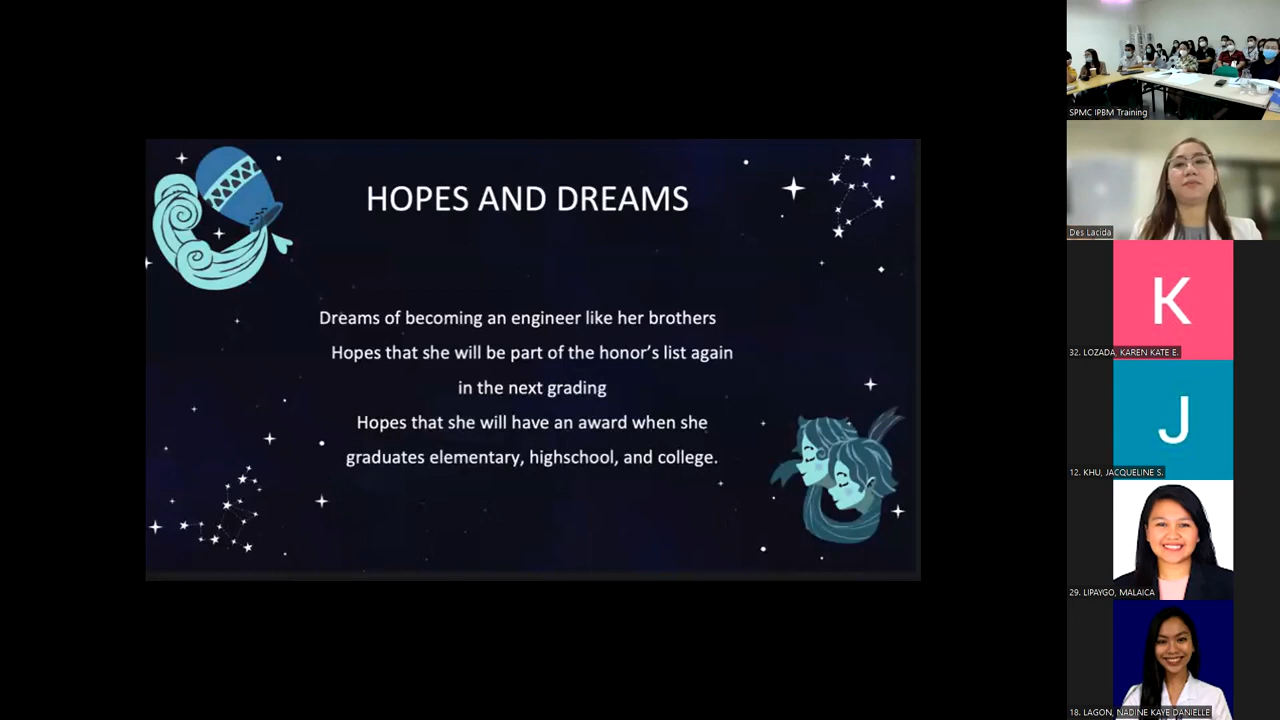 HOPES AND DREAMS
Dreams of becoming an engineer like her brothers
Hopes that she will be part of the honor's list again
in the next grading
Hopes that she will have an award when she
graduates elementary, highschool, and college.
SPMC IPBM Training
Des Lacida
K
32. LOZADA, KAREN KATE E.
J
12. KHU, JACQUELINE S.
29. LIPAYGO, MALAICA
18. LAGON, NADINE KAYE DANIELLE